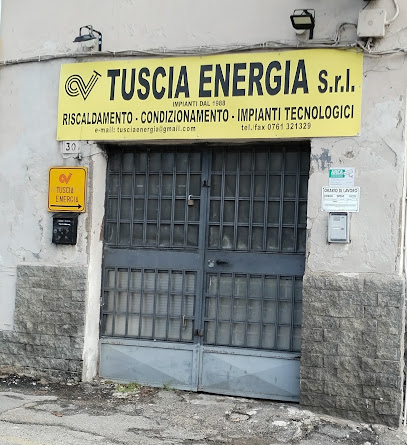 TUSCIA ENERGIA S.r.l.
IMPIANTI DAL 1988
RISCALDAMENTO - CONDIZIONAMENTO - IMPIANTI TECNOLOGICI
e-mail: tusciaenergia@gmail.com tel./fax 0761 321329
30
TUSCIA
ENERGIA
ORARIO DI LAVORO